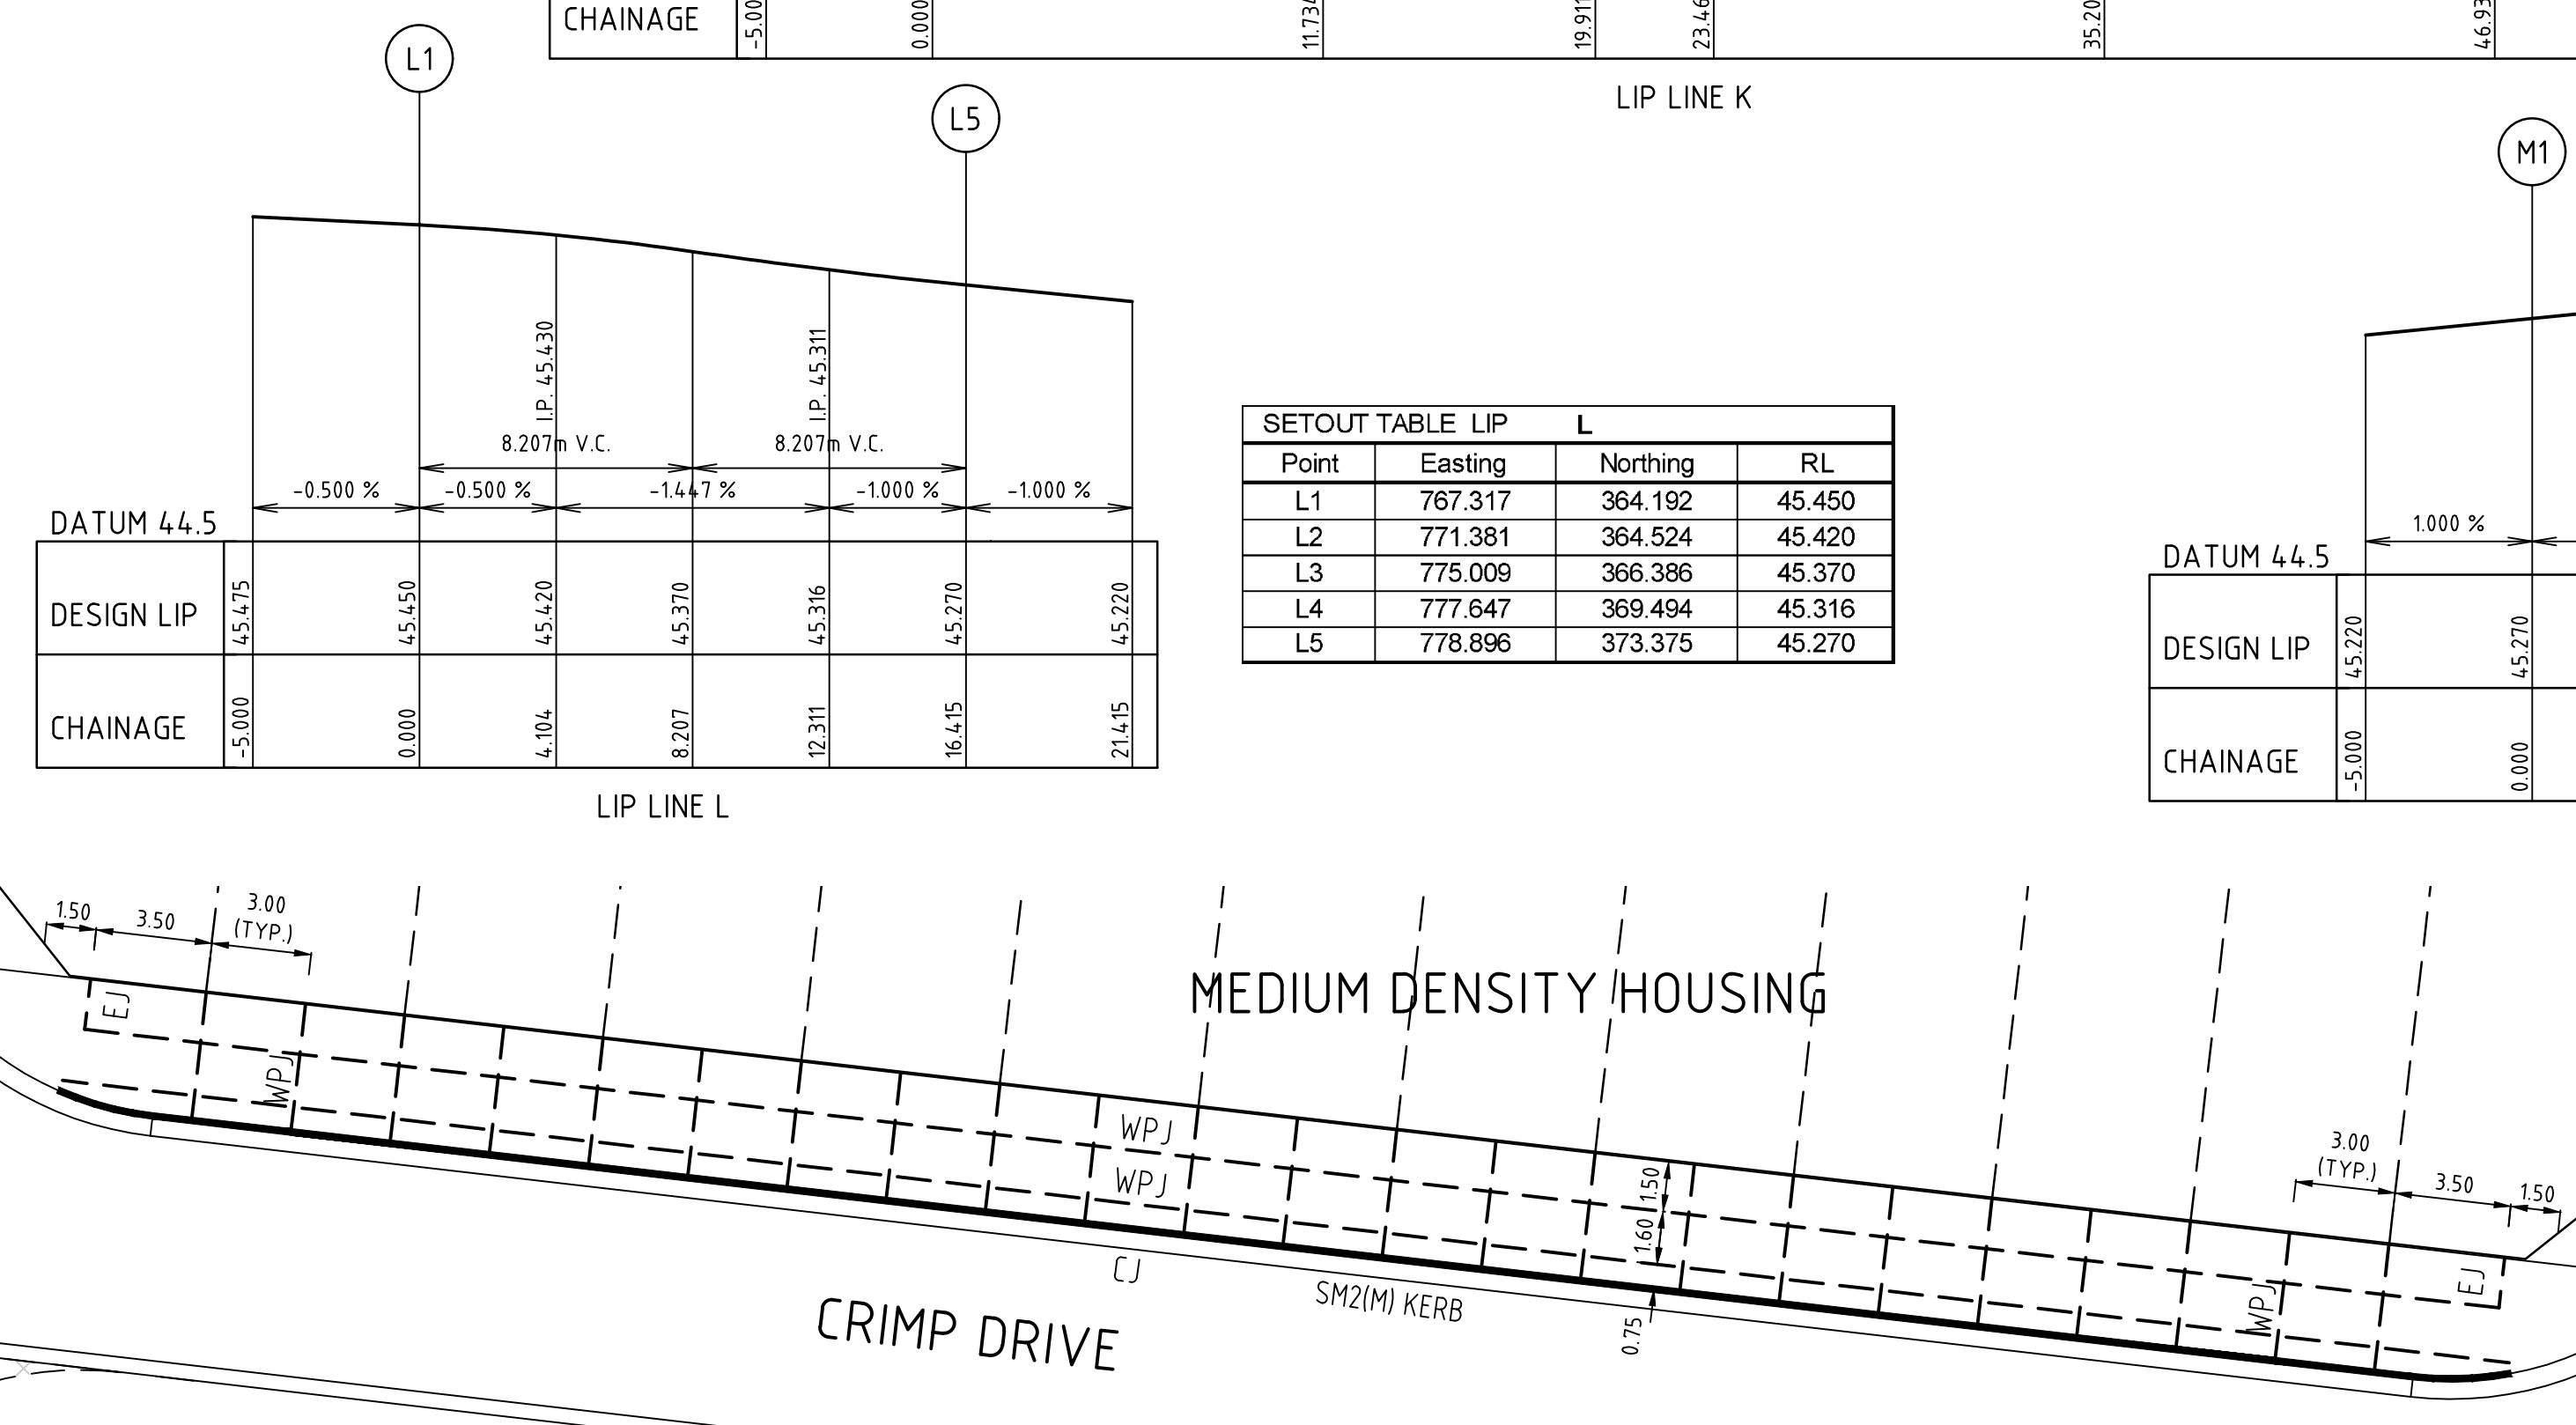 CHAINAGE
-5.00
0.000
11.734
19.911
23.46
35.20
46.93
LIP LINE K
L1
L5
M1
I.P. 45.430
I.P. 45.311
8.207m V.C.
8.207m V.C.
-0.500 %
-0.500 %
-1.447 %
-1.000 %
-1.000 %
DATUM 44.5
DESIGN LIP
45.475
45.450
45.420
45.370
45.316
45.270
45.220
CHAINAGE
-5.000
0.000
4.104
8.207
12.311
16.415
21.415
LIP LINE L
SETOUT TABLE LIP L
Point Easting Northing RL
L1 767.317 364.192 45.450
L2 771.381 364.524 45.420
L3 775.009 366.386 45.370
L4 777.647 369.494 45.316
L5 778.896 373.375 45.270
1.000 %
DATUM 44.5
DESIGN LIP
45.220
45.270
CHAINAGE
-5.000
0.000
1.50
3.50
3.00
(TYP.)
EJ
WPJ
MEDIUM DENSITY HOUSING
WPJ
WPJ
1.50
1.60
0.75
CJ
SM2(M) KERB
CRIMP DRIVE
3.00
(TYP.)
3.50
1.50
EJ
WPJ